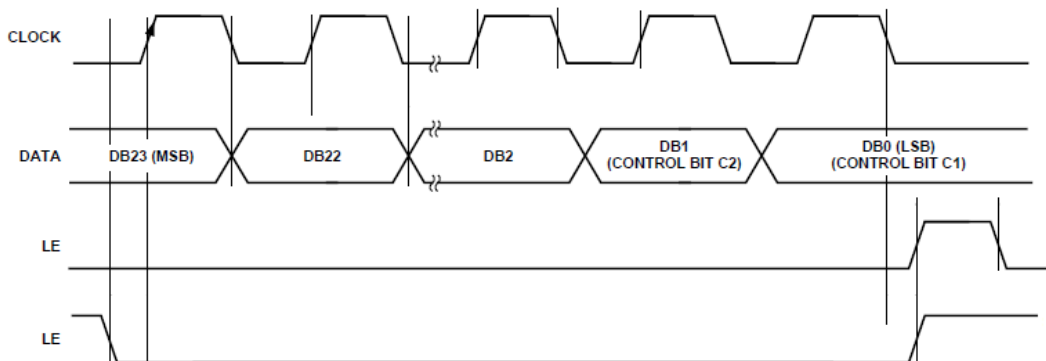 CLOCK
DATA
DB23 (MSB)
DB22
DB2
DB1
(CONTROL BIT C2)
DB0 (LSB)
(CONTROL BIT C1)
LE
LE